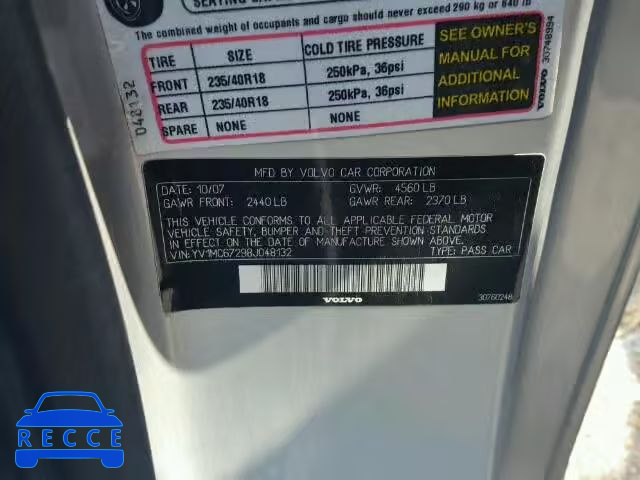 The combined weight of occupants and cargo should never exceed 290 kg or 640 lb
TIRE SIZE COLD TIRE PRESSURE
FRONT 235/40R18 250kPa, 36psi
REAR 235/40R18 250kPa, 36psi
SPARE NONE NONE
SEE OWNER'S
MANUAL FOR
ADDITIONAL
INFORMATION
VOLVO 30748994
048132
MFD BY VOLVO CAR CORPORATION
DATE: 10/07 GVWR: 4560 LB
GAWR FRONT: 2440 LB GAWR REAR: 2370 LB
THIS VEHICLE CONFORMS TO ALL APPLICABLE FEDERAL MOTOR
VEHICLE SAFETY, BUMPER AND THEFT PREVENTION STANDARDS
IN EFFECT ON THE DATE OF MANUFACTURE SHOWN ABOVE.
VIN: YV1MC67298J048132 TYPE: PASS CAR
VOLVO 30760248
RECCE